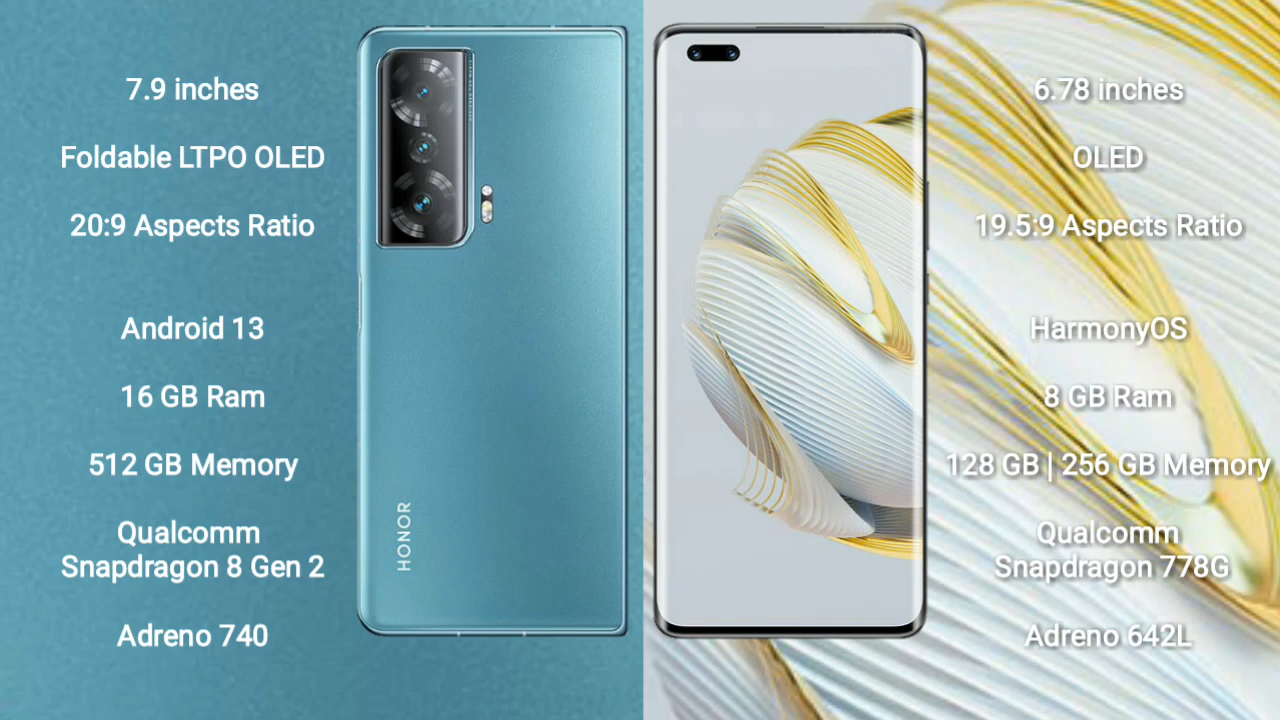 7.9 inches
Foldable LTPO OLED
20:9 Aspects Ratio
Android 13
16 GB Ram
512 GB Memory
Qualcomm
Snapdragon 8 Gen 2
Adreno 740
HONOR
6.78 inches
OLED
19.5:9 Aspects Ratio
HarmonyOS
8 GB Ram
128 GB | 256 GB Memory
Qualcomm
Snapdragon 778G
Adreno 642L